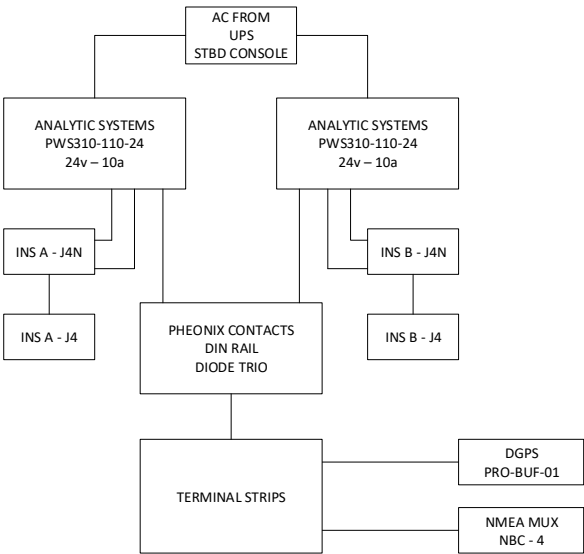 AC FROM
UPS
STBD CONSOLE
ANALYTIC SYSTEMS
PWS310-110-24
24v – 10a
ANALYTIC SYSTEMS
PWS310-110-24
24v – 10a
INS A - J4N
INS B - J4N
INS A - J4
PHEONIX CONTACTS
DIN RAIL
DIODE TRIO
INS B - J4
TERMINAL STRIPS
DGPS
PRO-BUF-01
NMEA MUX
NBC - 4